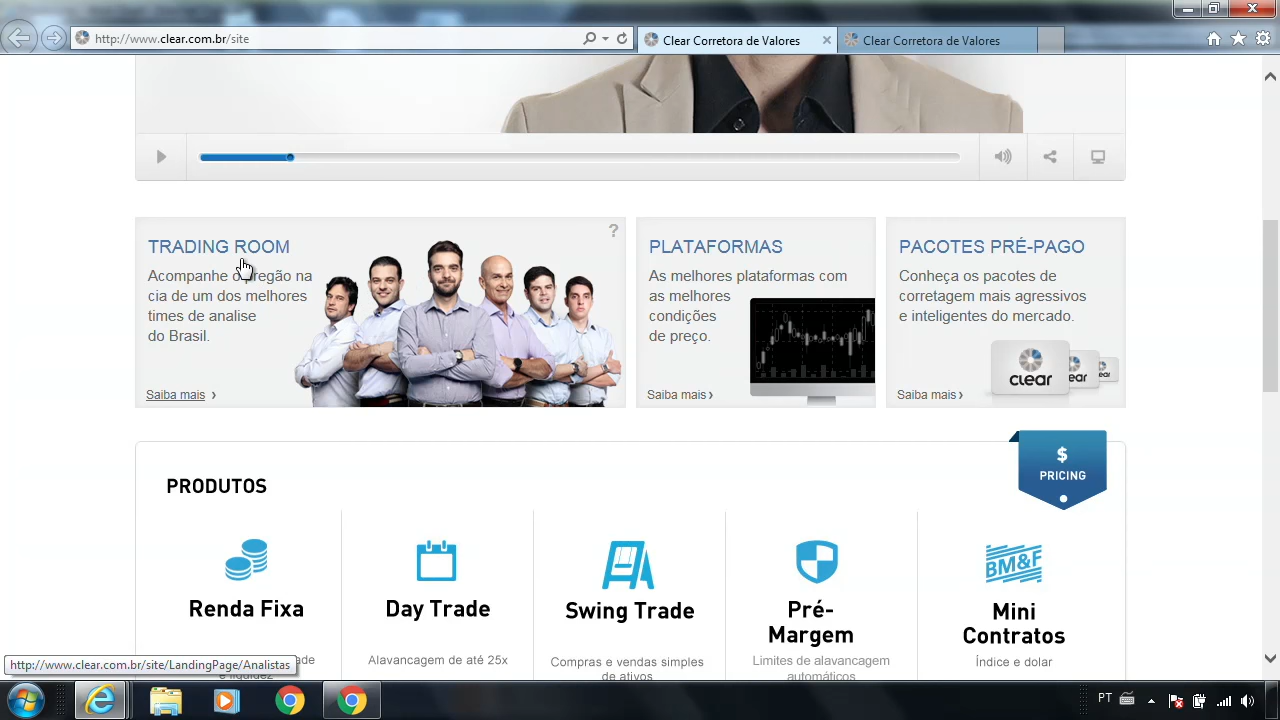 http://www.clear.com.br/site
Clear Corretora de Valores
Clear Corretora de Valores
TRADING ROOM
?
Acompanhe o pregão na
cia de um dos melhores
times de analise
do Brasil.
Saiba mais ›
PLATAFORMAS
As melhores plataformas com
as melhores
condições
de preço.
Saiba mais ›
PACOTES PRÉ-PAGO
Conheça os pacotes de
corretagem mais agressivos
e inteligentes do mercado.
clear
ear
ear
Saiba mais ›
$
PRICING
PRODUTOS
Renda Fixa
ade
e liquidez
Day Trade
Alavancagem de até 25x
Swing Trade
Compras e vendas simples
de ativos
Pré-
Margem
Limites de alavancagem
automáticos
BM&F
Mini
Contratos
Índice e dolar
http://www.clear.com.br/site/LandingPage/Analistas
PT